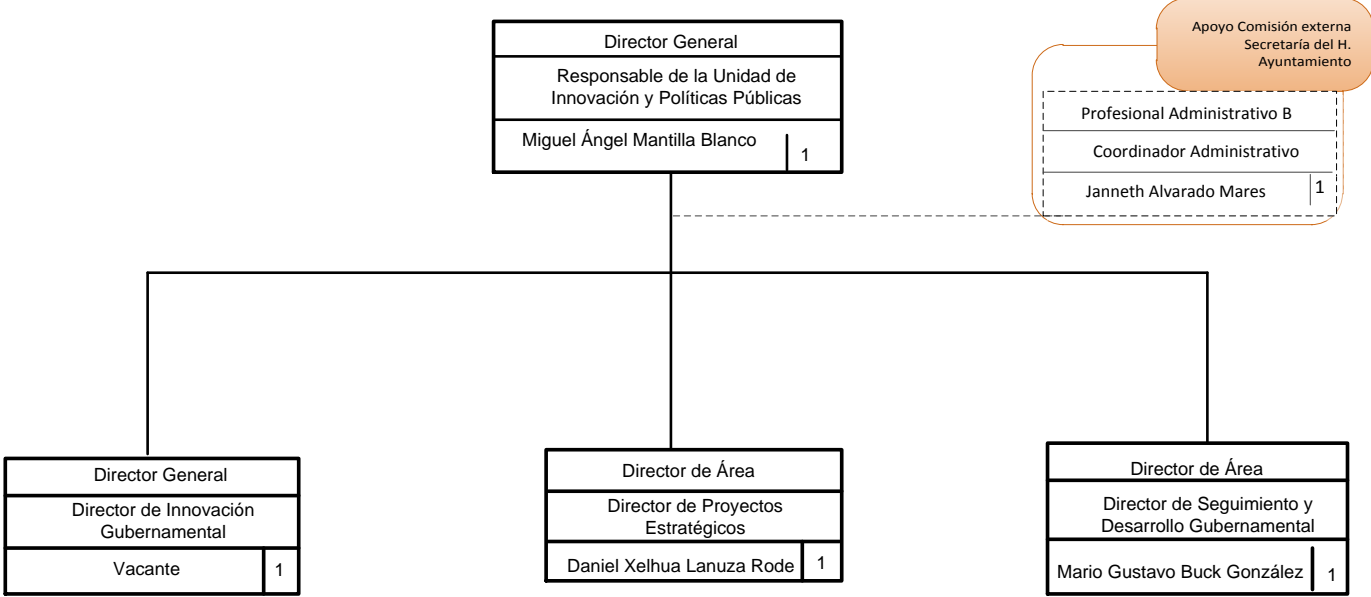 Director General
Responsable de la Unidad de
Innovación y Políticas Públicas
Miguel Ángel Mantilla Blanco
1
Apoyo Comisión externa
Secretaría del H.
Ayuntamiento
Profesional Administrativo B
Coordinador Administrativo
Janneth Alvarado Mares
1
Director General
Director de Innovación
Gubernamental
Vacante
1
Director de Área
Director de Proyectos
Estratégicos
Daniel Xelhua Lanuza Rode
1
Director de Área
Director de Seguimiento y
Desarrollo Gubernamental
Mario Gustavo Buck González
1